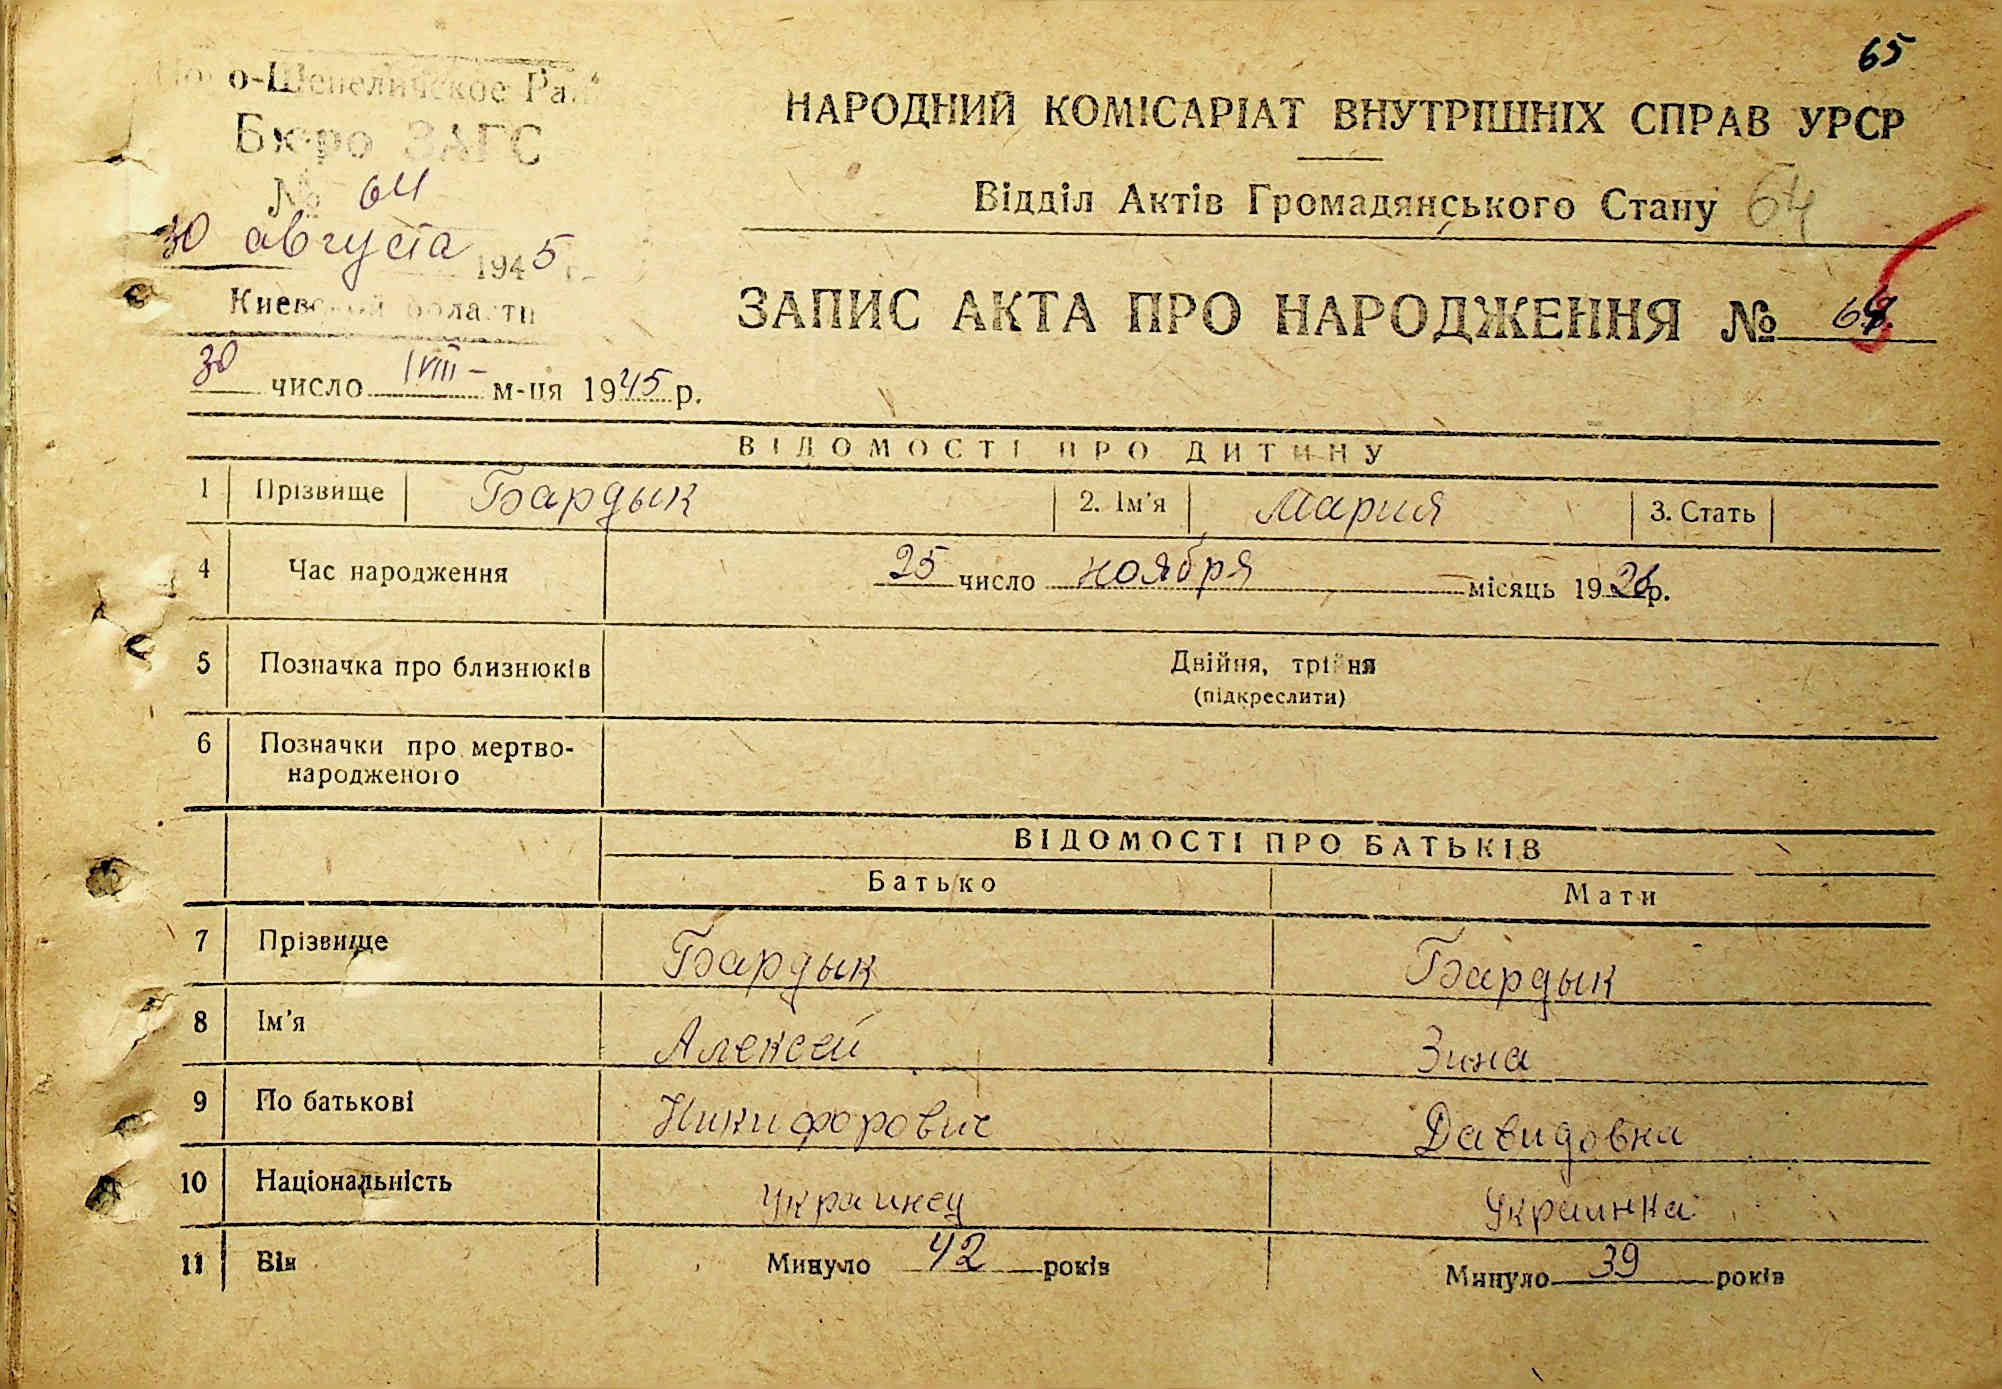 65
Ново-Шепеличское Рай
Бюро ЗАГС
№ 64
30 августа 1945 г.
Киевской области
НАРОДНИЙ КОМІСАРІАТ ВНУТРІШНІХ СПРАВ УРСР
Відділ Актів Громадянського Стану 64
ЗАПИС АКТА ПРО НАРОДЖЕННЯ № 64
30 число VIII м-ця 1945 р.
ВІДОМОСТІ ПРО ДИТИНУ
1 Прізвище Бардык 2. Ім'я Мария 3. Стать
4 Час народження 25 число ноября місяць 1926 р.
5 Позначка про близнюків Двійня, трійня
(підкреслити)
6 Позначки про мертво-
народженого
ВІДОМОСТІ ПРО БАТЬКІВ
Батько Мати
7 Прізвище Бардык Бардык
8 Ім'я Алексей Зина
9 По батькові Никифорович Давидовна
10 Національність Украинец Украинка
11 Вік Минуло 42 років Минуло 39 років